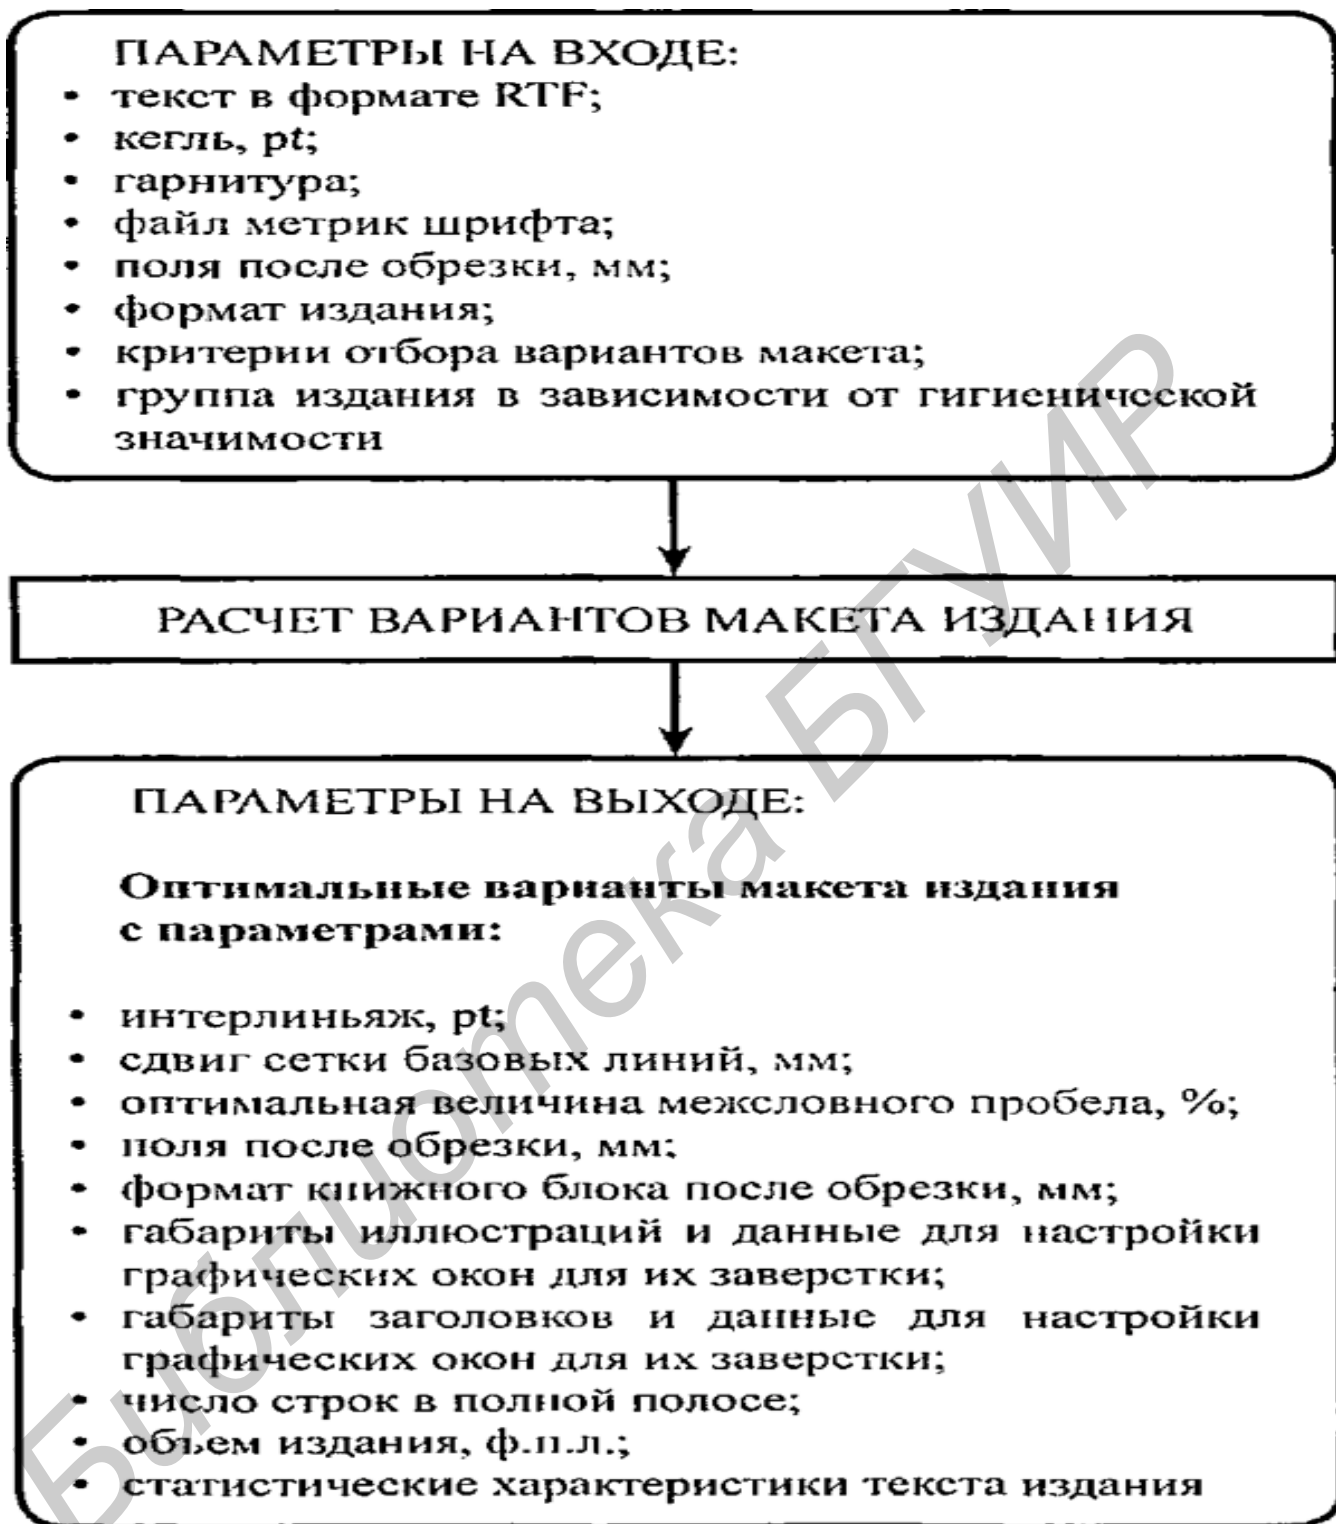 ПАРАМЕТРЫ НА ВХОДЕ:
• текст в формате RTF;
• кегль, pt;
• гарнитура;
• файл метрик шрифта;
• поля после обрезки, мм;
• формат издания;
• критерии отбора вариантов макета;
• группа издания в зависимости от гигиенической
значимости
РАСЧЕТ ВАРИАНТОВ МАКЕТА ИЗДАНИЯ
ПАРАМЕТРЫ НА ВЫХОДЕ:
Оптимальные варианты макета издания
с параметрами:
• интерлиньяж, pt;
• сдвиг сетки базовых линий, мм;
• оптимальная величина межсловного пробела, %;
• поля после обрезки, мм;
• формат книжного блока после обрезки, мм;
• габариты иллюстраций и данные для настройки
графических окон для их заверстки;
• габариты заголовков и данные для настройки
графических окон для их заверстки;
• число строк в полной полосе;
• объем издания, ф.п.л.;
• статистические характеристики текста издания
Библиотека БГУИР